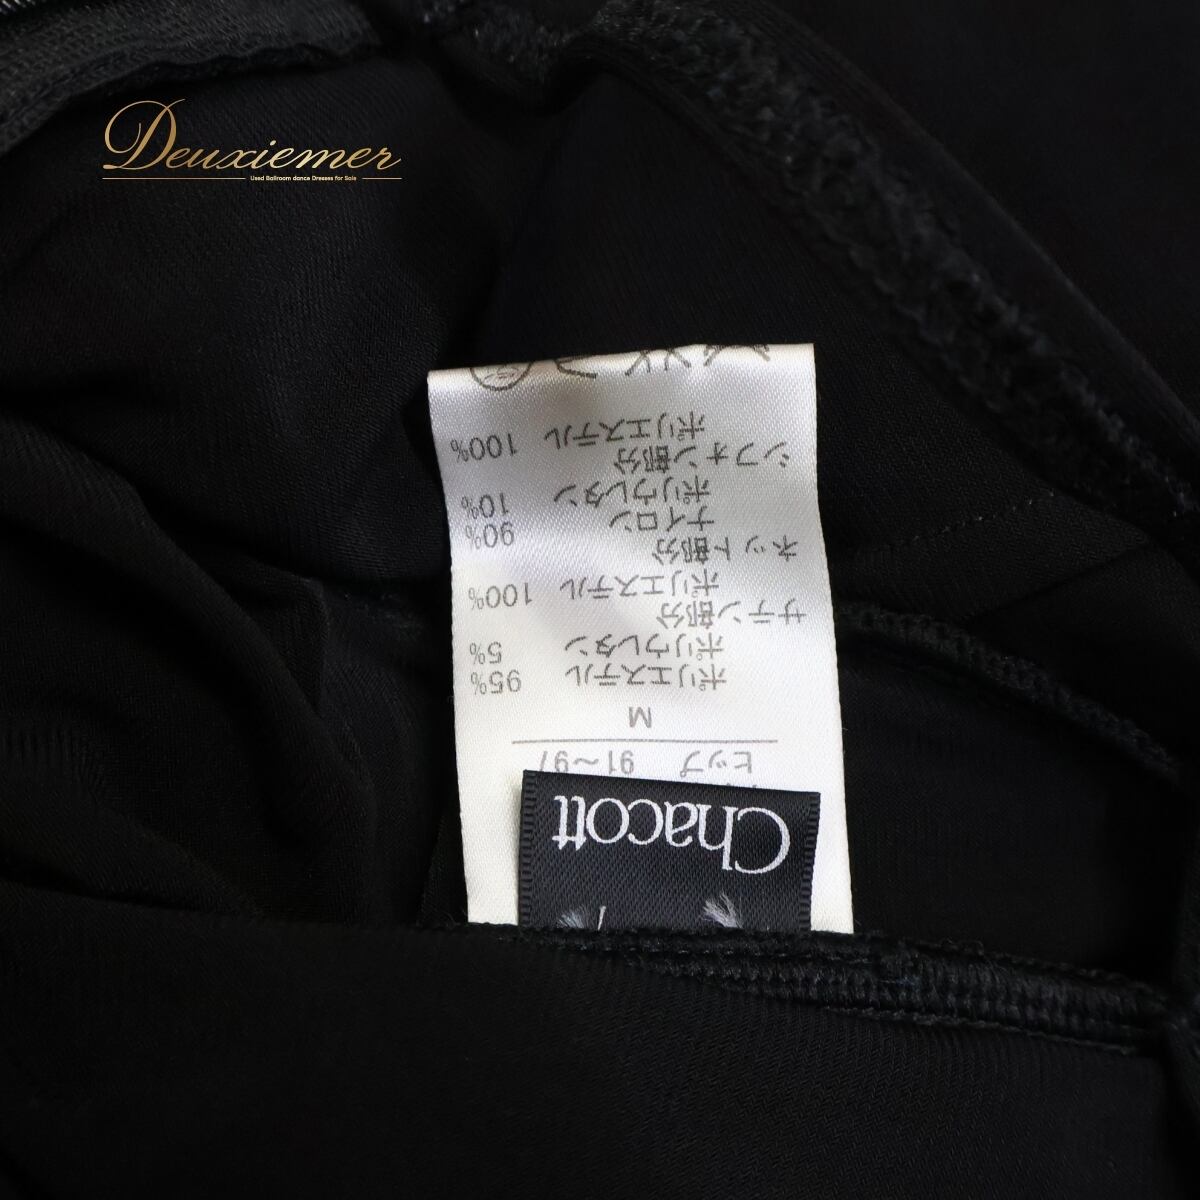 Deuxiemer
Used Ballroom dance Dresses for Sale
Chacott
ヒップ 91～97
M
ポリエステル 95%
ポリウレタン 5%
サテン部分
ポリエステル 100%
ネット部分
ナイロン 90%
ポリウレタン 10%
シフォン部分
ポリエステル 100%